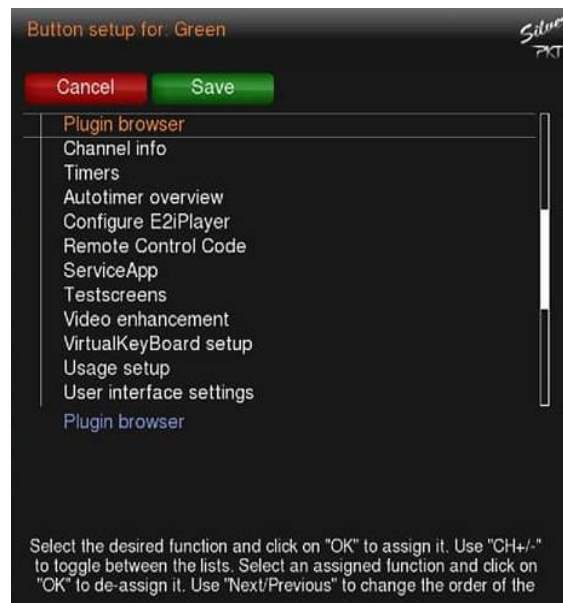 Button setup for: Green
Silver
PKT
Cancel
Save
Plugin browser
Channel info
Timers
Autotimer overview
Configure E2iPlayer
Remote Control Code
ServiceApp
Testscreens
Video enhancement
VirtualKeyBoard setup
Usage setup
User interface settings
Plugin browser
Select the desired function and click on "OK" to assign it. Use "CH+/-"
to toggle between the lists. Select an assigned function and click on
"OK" to de-assign it. Use "Next/Previous" to change the order of the